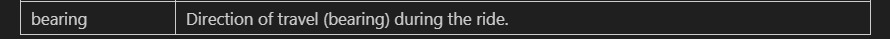 bearing Direction of travel (bearing) during the ride.